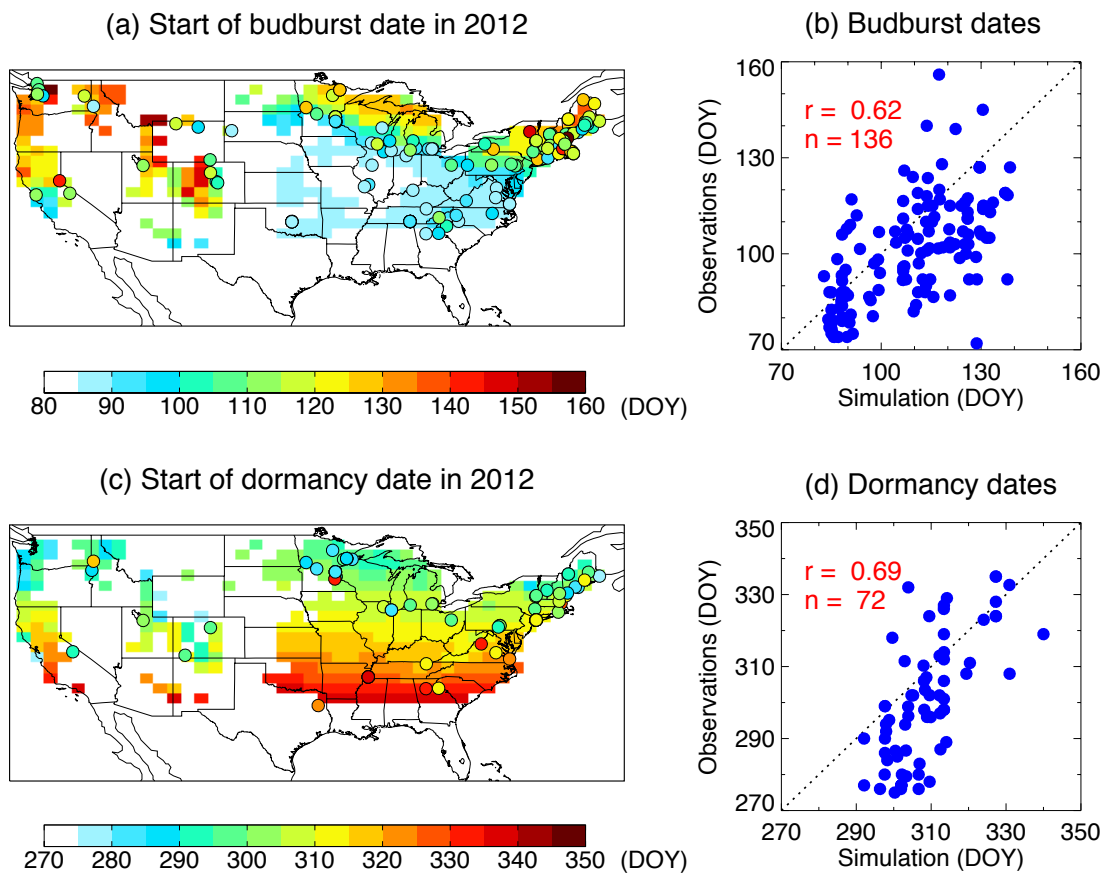 (a) Start of budburst date in 2012
80 90 100 110 120 130 140 150 160 (DOY)
(b) Budburst dates
160
130
100
70
Observations (DOY)
r = 0.62
n = 136
70 100 130 160
Simulation (DOY)
(c) Start of dormancy date in 2012
270 280 290 300 310 320 330 340 350 (DOY)
(d) Dormancy dates
350
330
310
290
270
Observations (DOY)
r = 0.69
n = 72
270 290 310 330 350
Simulation (DOY)